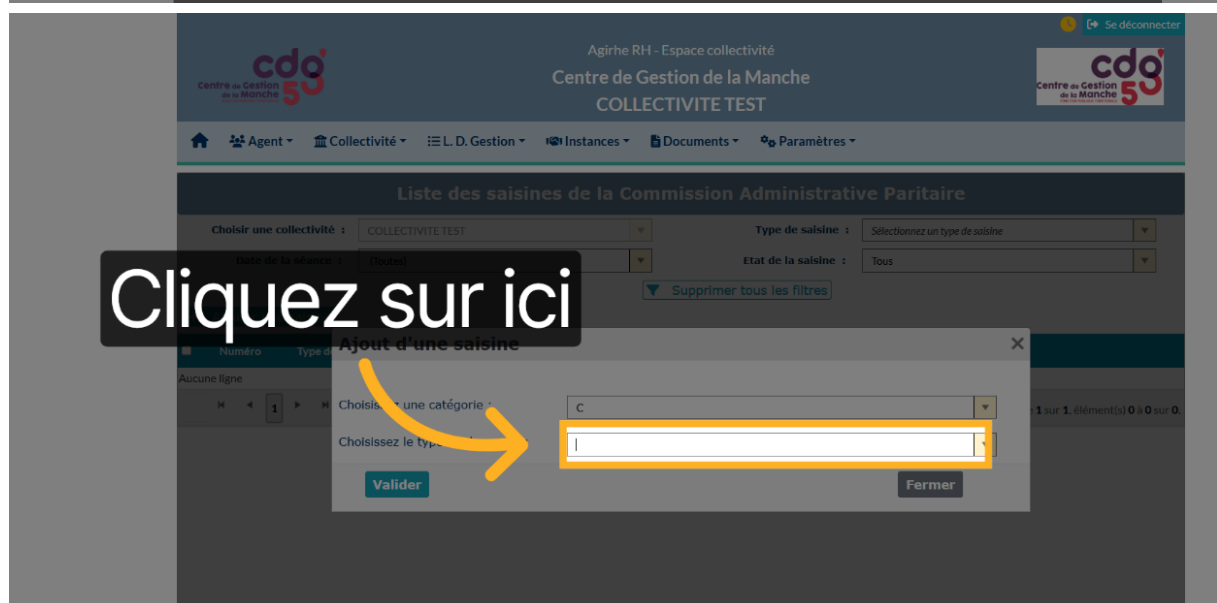 Se déconnecter
cdg
Centre de Gestion
de la Manche
50
Agirhe RH - Espace collectivité
Centre de Gestion de la Manche
COLLECTIVITE TEST
cdg
Centre de Gestion
de la Manche
50
Agent Collectivité L. D. Gestion Instances Documents Paramètres
Liste des saisines de la Commission Administrative Paritaire
Choisir une collectivité : COLLECTIVITE TEST Type de saisine : Sélectionnez un type de saisine
Date de la séance : (Toutes) Etat de la saisine : Tous
Supprimer tous les filtres
Cliquez sur ici
Ajout d'une saisine
Numéro Type d
Aucune ligne
1
Choisissez une catégorie : C
1 sur 1, élément(s) 0 à 0 sur 0.
Choisissez le type
Valider Fermer